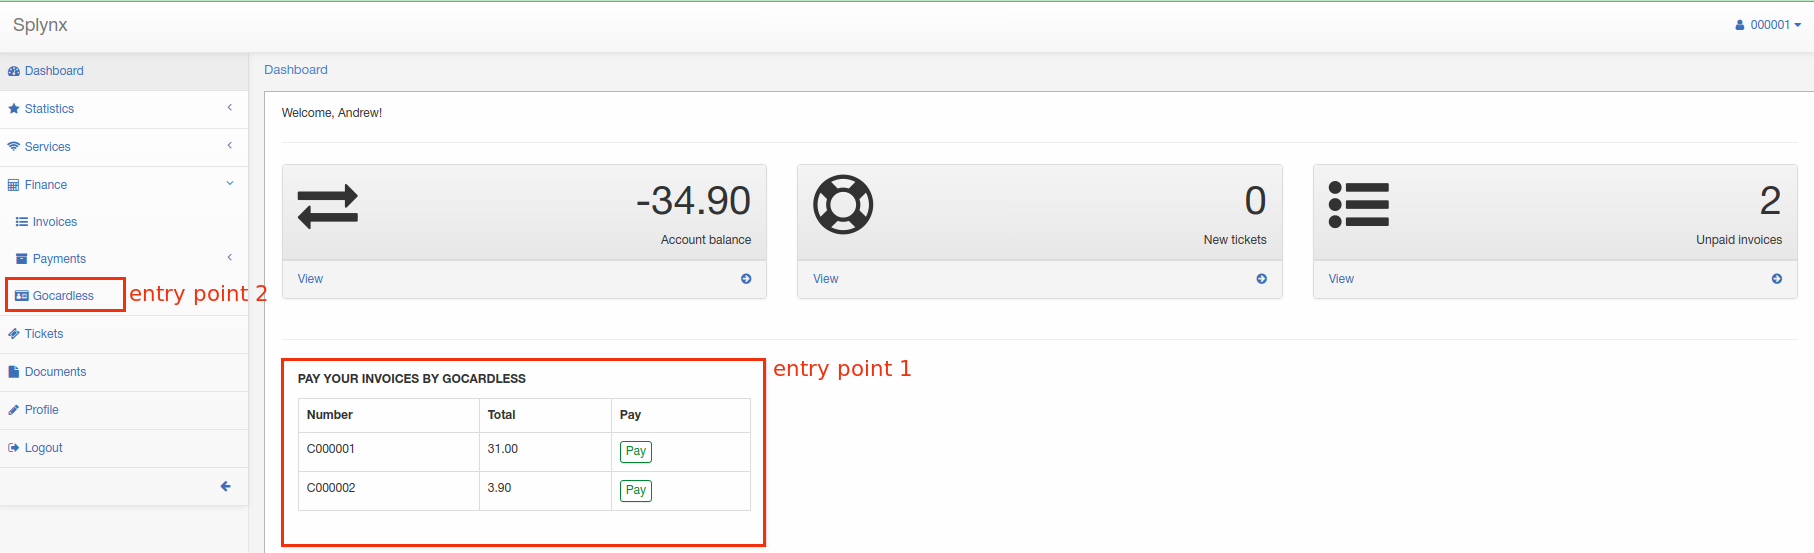 Splynx
000001
Dashboard
Statistics
Services
Finance
Invoices
Payments
Gocardless
entry point 2
Tickets
Documents
Profile
Logout
Dashboard
Welcome, Andrew!
-34.90
Account balance
View
0
New tickets
View
2
Unpaid invoices
View
entry point 1
PAY YOUR INVOICES BY GOCARDLESS
Number Total Pay
C000001 31.00 Pay
C000002 3.90 Pay